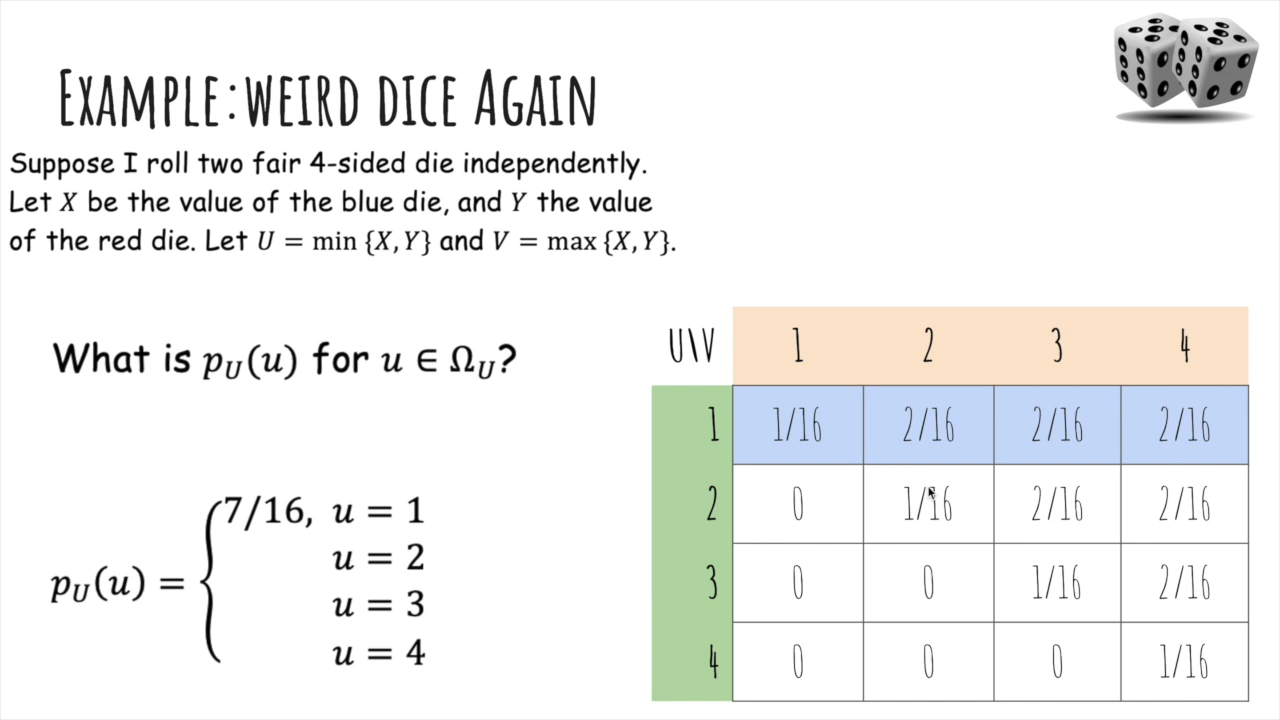 EXAMPLE: WEIRD DICE AGAIN
Suppose I roll two fair 4-sided die independently.
Let X be the value of the blue die, and Y the value
of the red die. Let U = min {X, Y} and V = max {X, Y}.
What is p_U(u) for u ∈ Ω_U?
p_U(u) = { 7/16, u = 1
u = 2
u = 3
u = 4
U\V 1 2 3 4
1 1/16 2/16 2/16 2/16
2 0 1/16 2/16 2/16
3 0 0 1/16 2/16
4 0 0 0 1/16